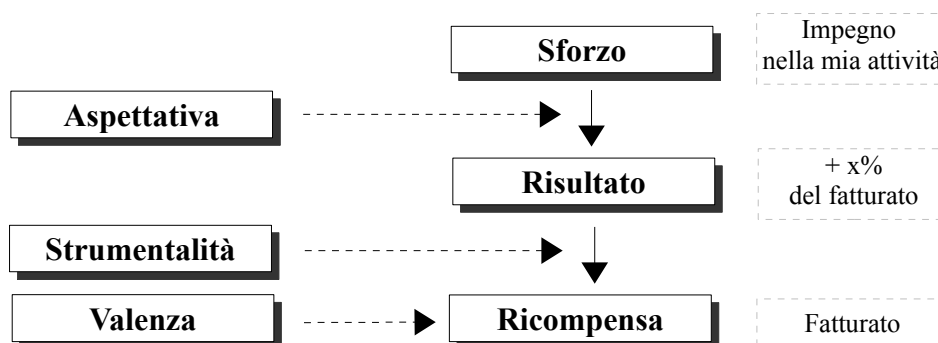 Sforzo
Impegno
nella mia attività
Aspettativa
Risultato
+ x%
del fatturato
Strumentalità
Valenza
Ricompensa
Fatturato